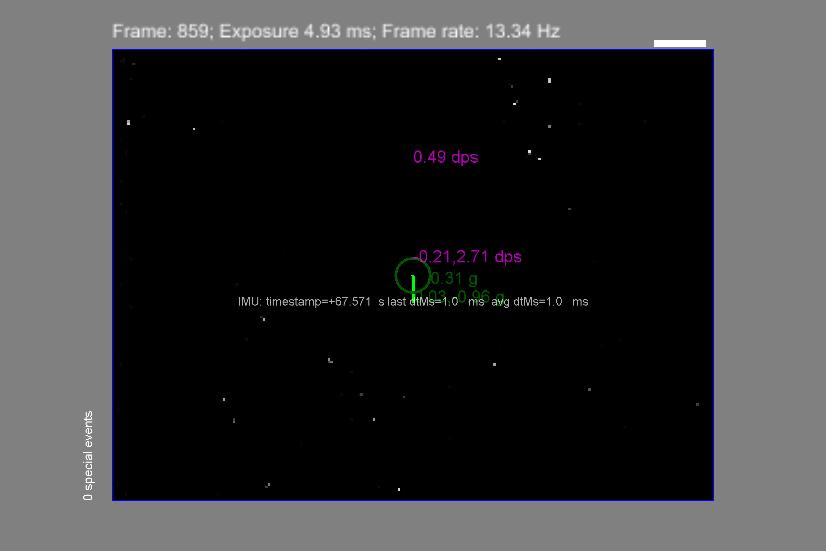 Frame: 859; Exposure 4.93 ms; Frame rate: 13.34 Hz
0.49 dps
-0.21,2.71 dps
0.31 g
0.96 g
IMU: timestamp=+67.571 s last dtMs=1.0 ms avg dtMs=1.0 ms
0 special events